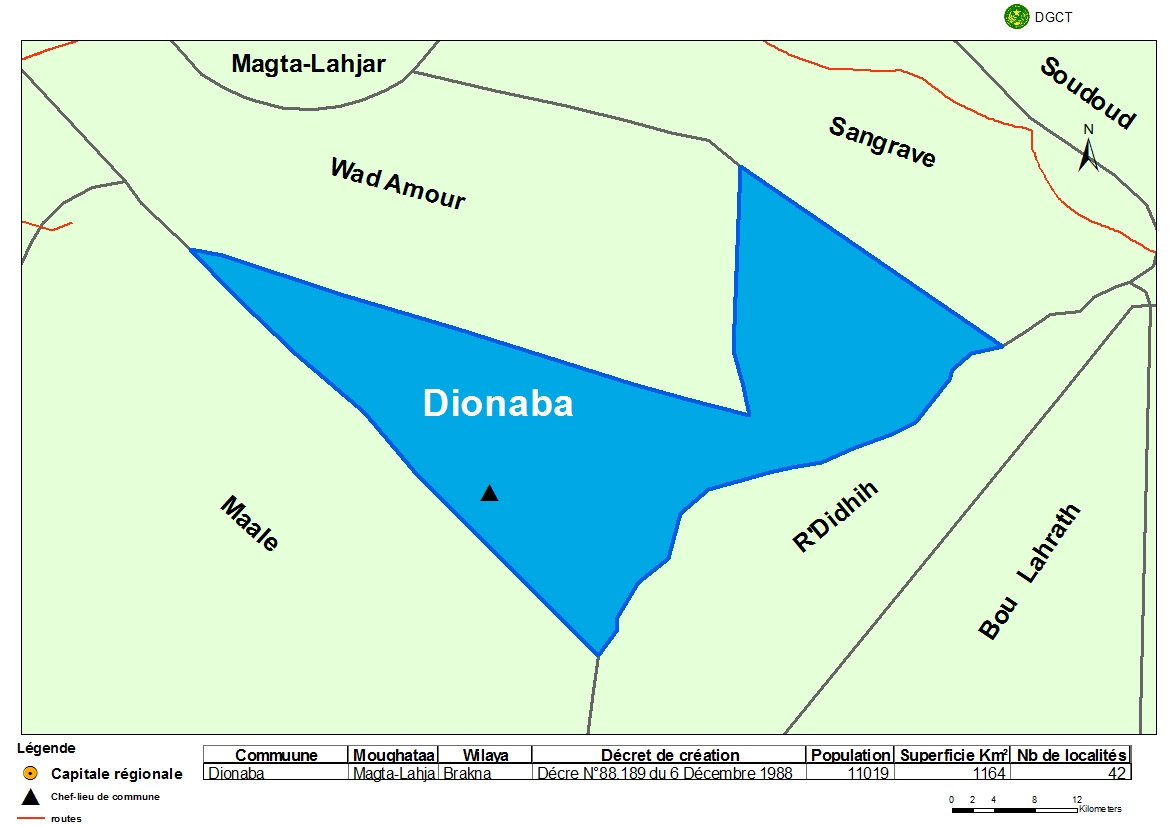 DGCT
Magta-Lahjar
Soudoud
Sangrave
N
Wad Amour
Dionaba
Maale
R'Didhih
Bou Lahrath
Légende
Capitale régionale
Chef-lieu de commune
routes
Commuune Moughataa Wilaya Décret de création Population Superficie Km² Nb de localités
Dionaba Magta-Lahja Brakna Décre N°88.189 du 6 Décembre 1988 11019 1164 42
0 2 4 8 12
Kilometers